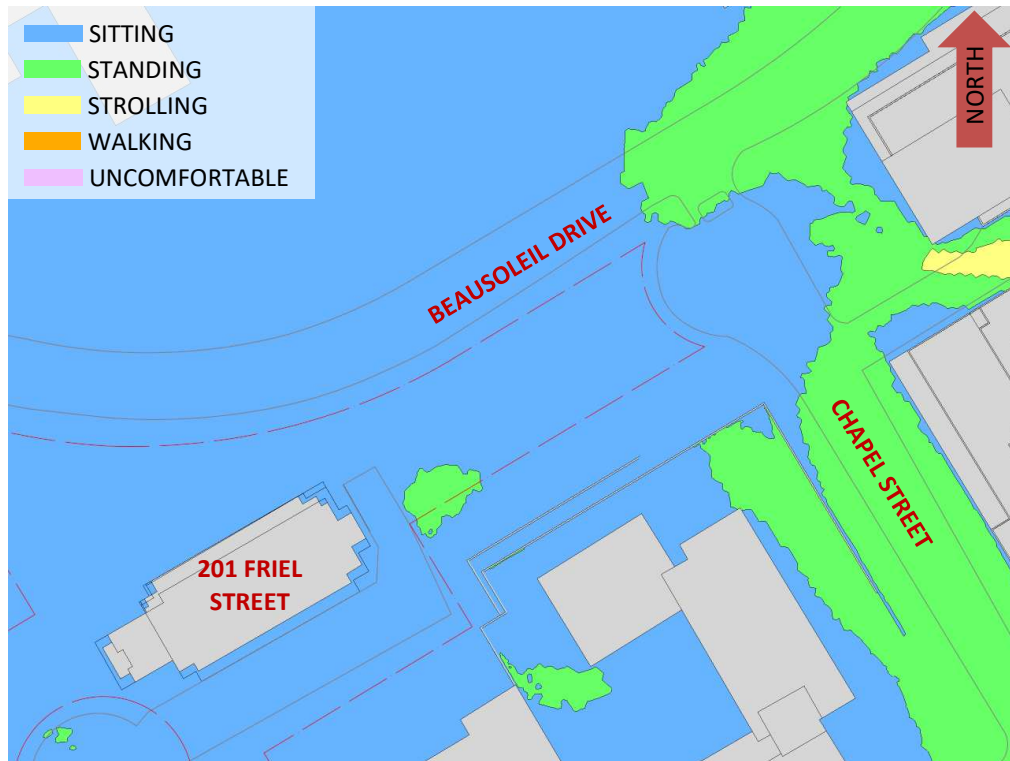 SITTING
STANDING
STROLLING
WALKING
UNCOMFORTABLE
NORTH
BEAUSOLEIL DRIVE
CHAPEL STREET
201 FRIEL
STREET